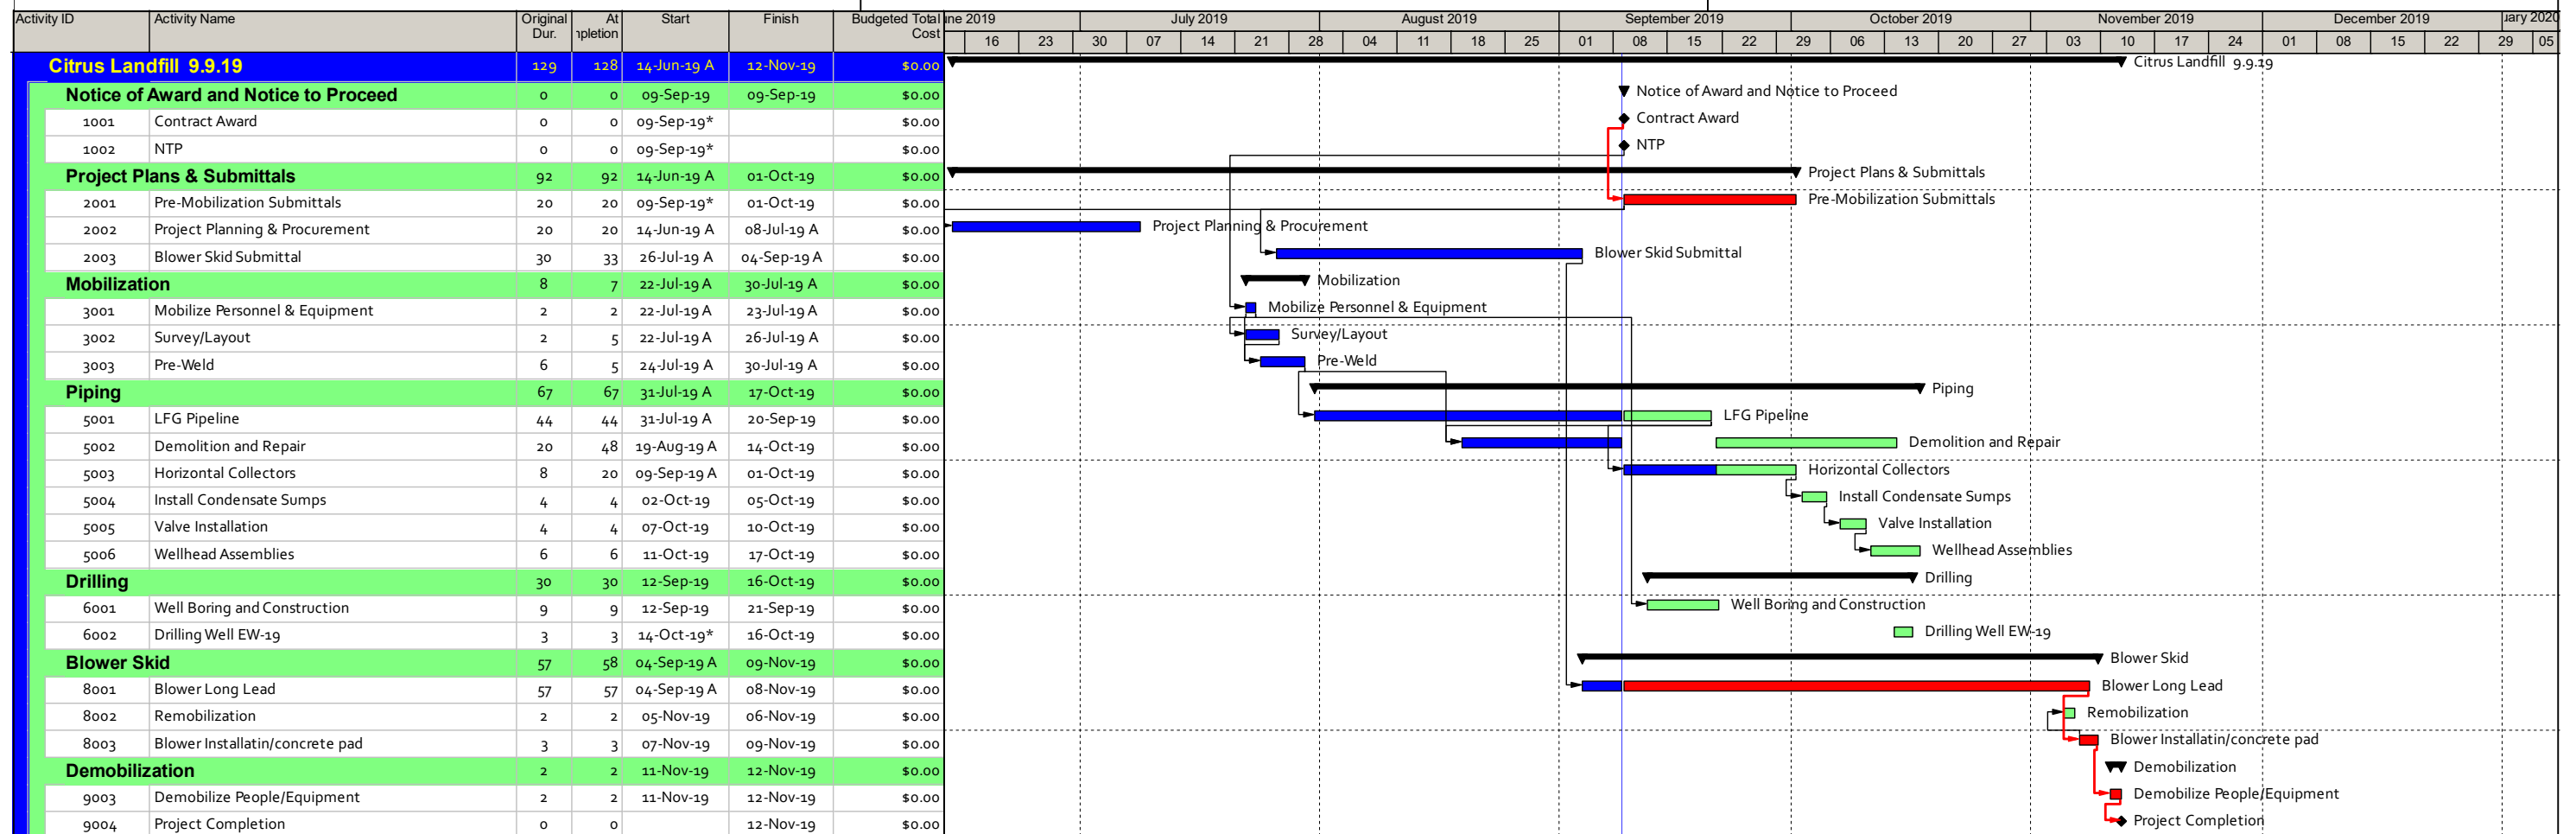 Activity ID Activity Name Original Dur. At npletion Start Finish Budgeted Total Cost ine 2019 July 2019 August 2019 September 2019 October 2019 November 2019 December 2019 uary 2020
16 23 30 07 14 21 28 04 11 18 25 01 08 15 22 29 06 13 20 27 03 10 17 24 01 08 15 22 29 05
Citrus Landfill 9.9.19 129 128 14-Jun-19 A 12-Nov-19 $0.00 Citrus Landfill 9.9.19
Notice of Award and Notice to Proceed 0 0 09-Sep-19 09-Sep-19 $0.00 Notice of Award and Notice to Proceed
1001 Contract Award 0 0 09-Sep-19* $0.00 Contract Award
1002 NTP 0 0 09-Sep-19* $0.00 NTP
Project Plans & Submittals 92 92 14-Jun-19 A 01-Oct-19 $0.00 Project Plans & Submittals
2001 Pre-Mobilization Submittals 20 20 09-Sep-19* 01-Oct-19 $0.00 Pre-Mobilization Submittals
2002 Project Planning & Procurement 20 20 14-Jun-19 A 08-Jul-19 A $0.00 Project Planning & Procurement
2003 Blower Skid Submittal 30 33 26-Jul-19 A 04-Sep-19 A $0.00 Blower Skid Submittal
Mobilization 8 7 22-Jul-19 A 30-Jul-19 A $0.00 Mobilization
3001 Mobilize Personnel & Equipment 2 2 22-Jul-19 A 23-Jul-19 A $0.00 Mobilize Personnel & Equipment
3002 Survey/Layout 2 5 22-Jul-19 A 26-Jul-19 A $0.00 Survey/Layout
3003 Pre-Weld 6 5 24-Jul-19 A 30-Jul-19 A $0.00 Pre-Weld
Piping 67 67 31-Jul-19 A 17-Oct-19 $0.00 Piping
5001 LFG Pipeline 44 44 31-Jul-19 A 20-Sep-19 $0.00 LFG Pipeline
5002 Demolition and Repair 20 48 19-Aug-19 A 14-Oct-19 $0.00 Demolition and Repair
5003 Horizontal Collectors 8 20 09-Sep-19 A 01-Oct-19 $0.00 Horizontal Collectors
5004 Install Condensate Sumps 4 4 02-Oct-19 05-Oct-19 $0.00 Install Condensate Sumps
5005 Valve Installation 4 4 07-Oct-19 10-Oct-19 $0.00 Valve Installation
5006 Wellhead Assemblies 6 6 11-Oct-19 17-Oct-19 $0.00 Wellhead Assemblies
Drilling 30 30 12-Sep-19 16-Oct-19 $0.00 Drilling
6001 Well Boring and Construction 9 9 12-Sep-19 21-Sep-19 $0.00 Well Boring and Construction
6002 Drilling Well EW-19 3 3 14-Oct-19* 16-Oct-19 $0.00 Drilling Well EW-19
Blower Skid 57 58 04-Sep-19 A 09-Nov-19 $0.00 Blower Skid
8001 Blower Long Lead 57 57 04-Sep-19 A 08-Nov-19 $0.00 Blower Long Lead
8002 Remobilization 2 2 05-Nov-19 06-Nov-19 $0.00 Remobilization
8003 Blower Installatin/concrete pad 3 3 07-Nov-19 09-Nov-19 $0.00 Blower Installatin/concrete pad
Demobilization 2 2 11-Nov-19 12-Nov-19 $0.00 Demobilization
9003 Demobilize People/Equipment 2 2 11-Nov-19 12-Nov-19 $0.00 Demobilize People/Equipment
9004 Project Completion 0 0 12-Nov-19 $0.00 Project Completion